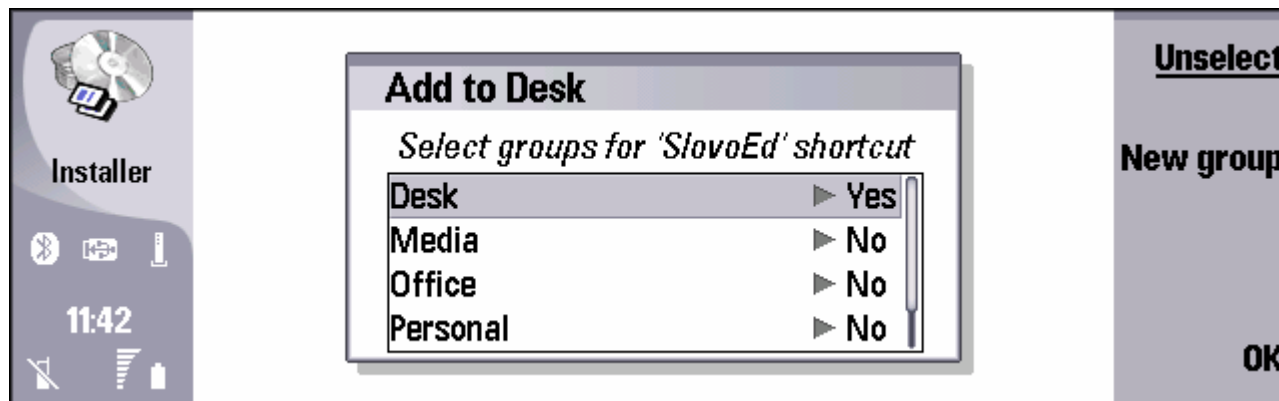 Installer
11:42
Add to Desk
Select groups for 'SlovoEd' shortcut
Desk Yes
Media No
Office No
Personal No
Unselect
New group
OK